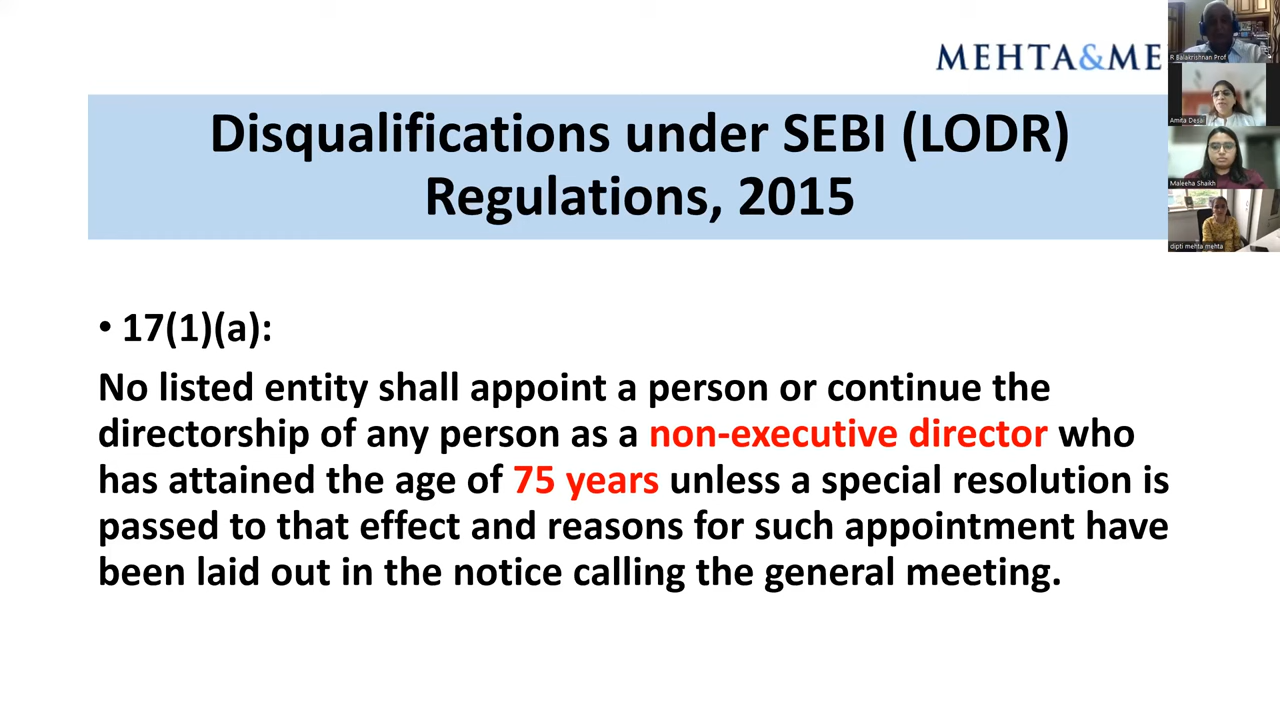 MEHTA&ME
R Balakrishnan Prof
Amita Desai
Maleeha Shaikh
dipti mehta mehta
Disqualifications under SEBI (LODR)
Regulations, 2015
• 17(1)(a):
No listed entity shall appoint a person or continue the
directorship of any person as a non-executive director who
has attained the age of 75 years unless a special resolution is
passed to that effect and reasons for such appointment have
been laid out in the notice calling the general meeting.